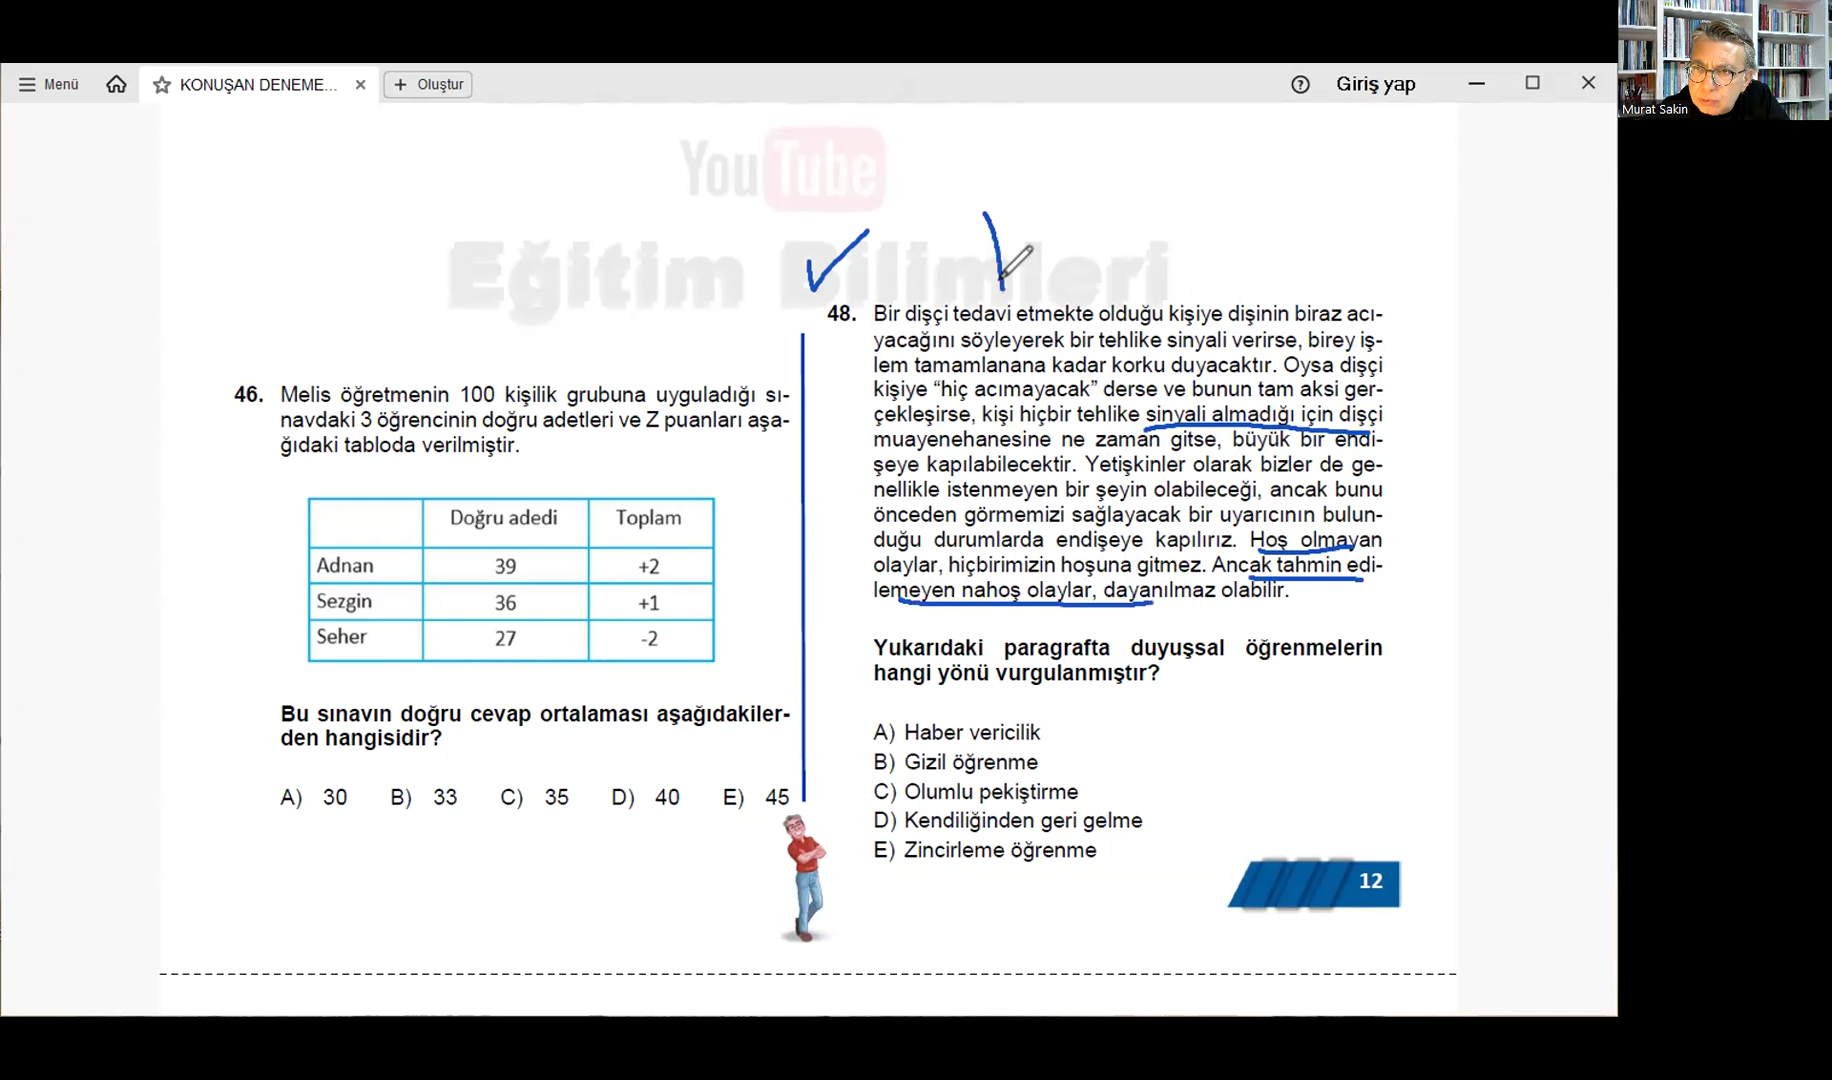 Menü
KONUŞAN DENEME...
+ Oluştur
Giriş yap
Murat Sakin
YouTube
Eğitim Bilimleri
46. Melis öğretmenin 100 kişilik grubuna uyguladığı sı-
navdaki 3 öğrencinin doğru adetleri ve Z puanları aşa-
ğıdaki tabloda verilmiştir.
Doğru adedi Toplam
Adnan 39 +2
Sezgin 36 +1
Seher 27 -2
Bu sınavın doğru cevap ortalaması aşağıdakiler-
den hangisidir?
A) 30 B) 33 C) 35 D) 40 E) 45
48. Bir dişçi tedavi etmekte olduğu kişiye dişinin biraz acı-
yacağını söyleyerek bir tehlike sinyali verirse, birey iş-
lem tamamlanana kadar korku duyacaktır. Oysa dişçi
kişiye “hiç acımayacak” derse ve bunun tam aksi ger-
çekleşirse, kişi hiçbir tehlike sinyali almadığı için dişçi
muayenehanesine ne zaman gitse, büyük bir endi-
şeye kapılabilecektir. Yetişkinler olarak bizler de ge-
nellikle istenmeyen bir şeyin olabileceği, ancak bunu
önceden görmemizi sağlayacak bir uyarıcının bulun-
duğu durumlarda endişeye kapılırız. Hoş olmayan
olaylar, hiçbirimizin hoşuna gitmez. Ancak tahmin edi-
lemeyen nahoş olaylar, dayanılmaz olabilir.
Yukarıdaki paragrafta duyuşsal öğrenmelerin
hangi yönü vurgulanmıştır?
A) Haber vericilik
B) Gizil öğrenme
C) Olumlu pekiştirme
D) Kendiliğinden geri gelme
E) Zincirleme öğrenme
12